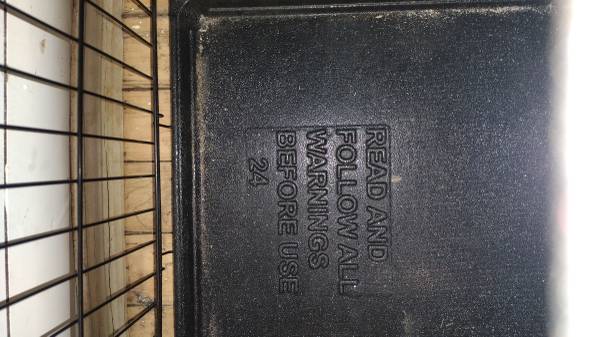 READ AND
FOLLOW ALL
WARNINGS
BEFORE USE
24